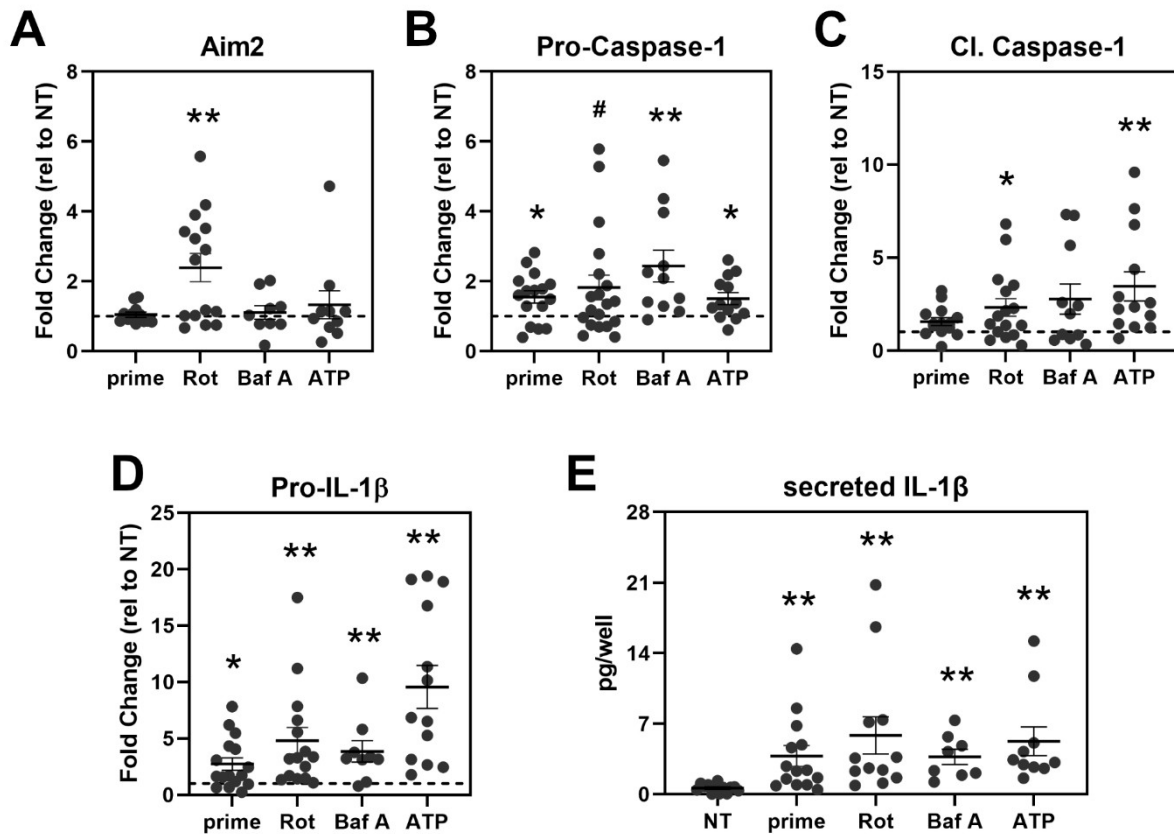 A
Aim2
Fold Change (rel to NT)
8
6
4
2
0
**
prime Rot Baf A ATP
B
Pro-Caspase-1
Fold Change (rel to NT)
8
6
4
2
0
* # ** *
prime Rot Baf A ATP
C
Cl. Caspase-1
Fold Change (rel to NT)
15
10
5
0
* **
prime Rot Baf A ATP
D
Pro-IL-1β
Fold Change (rel to NT)
25
20
15
10
5
0
* ** ** **
prime Rot Baf A ATP
E
secreted IL-1β
pg/well
28
21
14
7
0
** ** ** **
NT prime Rot Baf A ATP